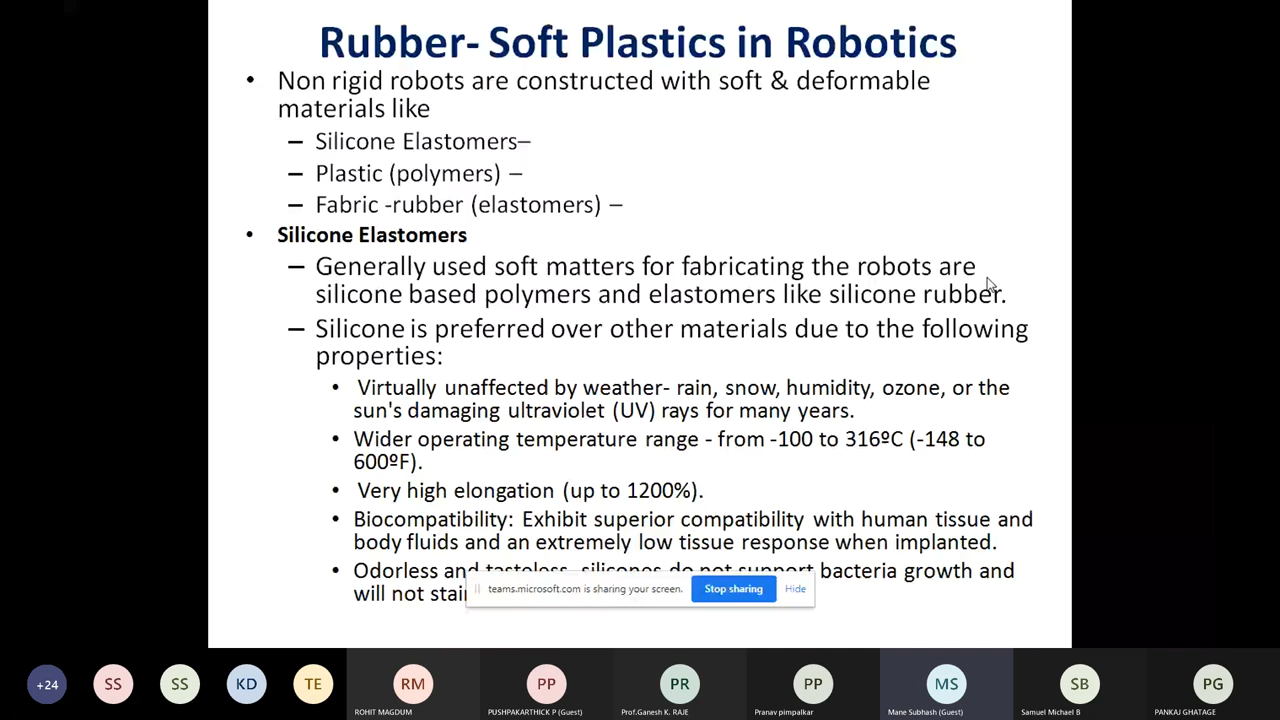 Rubber- Soft Plastics in Robotics
• Non rigid robots are constructed with soft & deformable
materials like
– Silicone Elastomers–
– Plastic (polymers) –
– Fabric -rubber (elastomers) –
• Silicone Elastomers
– Generally used soft matters for fabricating the robots are
silicone based polymers and elastomers like silicone rubber.
– Silicone is preferred over other materials due to the following
properties:
• Virtually unaffected by weather- rain, snow, humidity, ozone, or the
sun's damaging ultraviolet (UV) rays for many years.
• Wider operating temperature range - from -100 to 316ºC (-148 to
600ºF).
• Very high elongation (up to 1200%).
• Biocompatibility: Exhibit superior compatibility with human tissue and
body fluids and an extremely low tissue response when implanted.
• Odorless and tasteless, silicones do not support bacteria growth and
will not stain
teams.microsoft.com is sharing your screen. Stop sharing Hide
+24 SS SS KD TE RM PP PR PP MS SB PG
ROHIT MAGDUM PUSHPAKARTHICK P (Guest) Prof.Ganesh K. RAJE Pranav pimpalkar Mane Subhash (Guest) Samuel Michael B PANKAJ GHATAGE